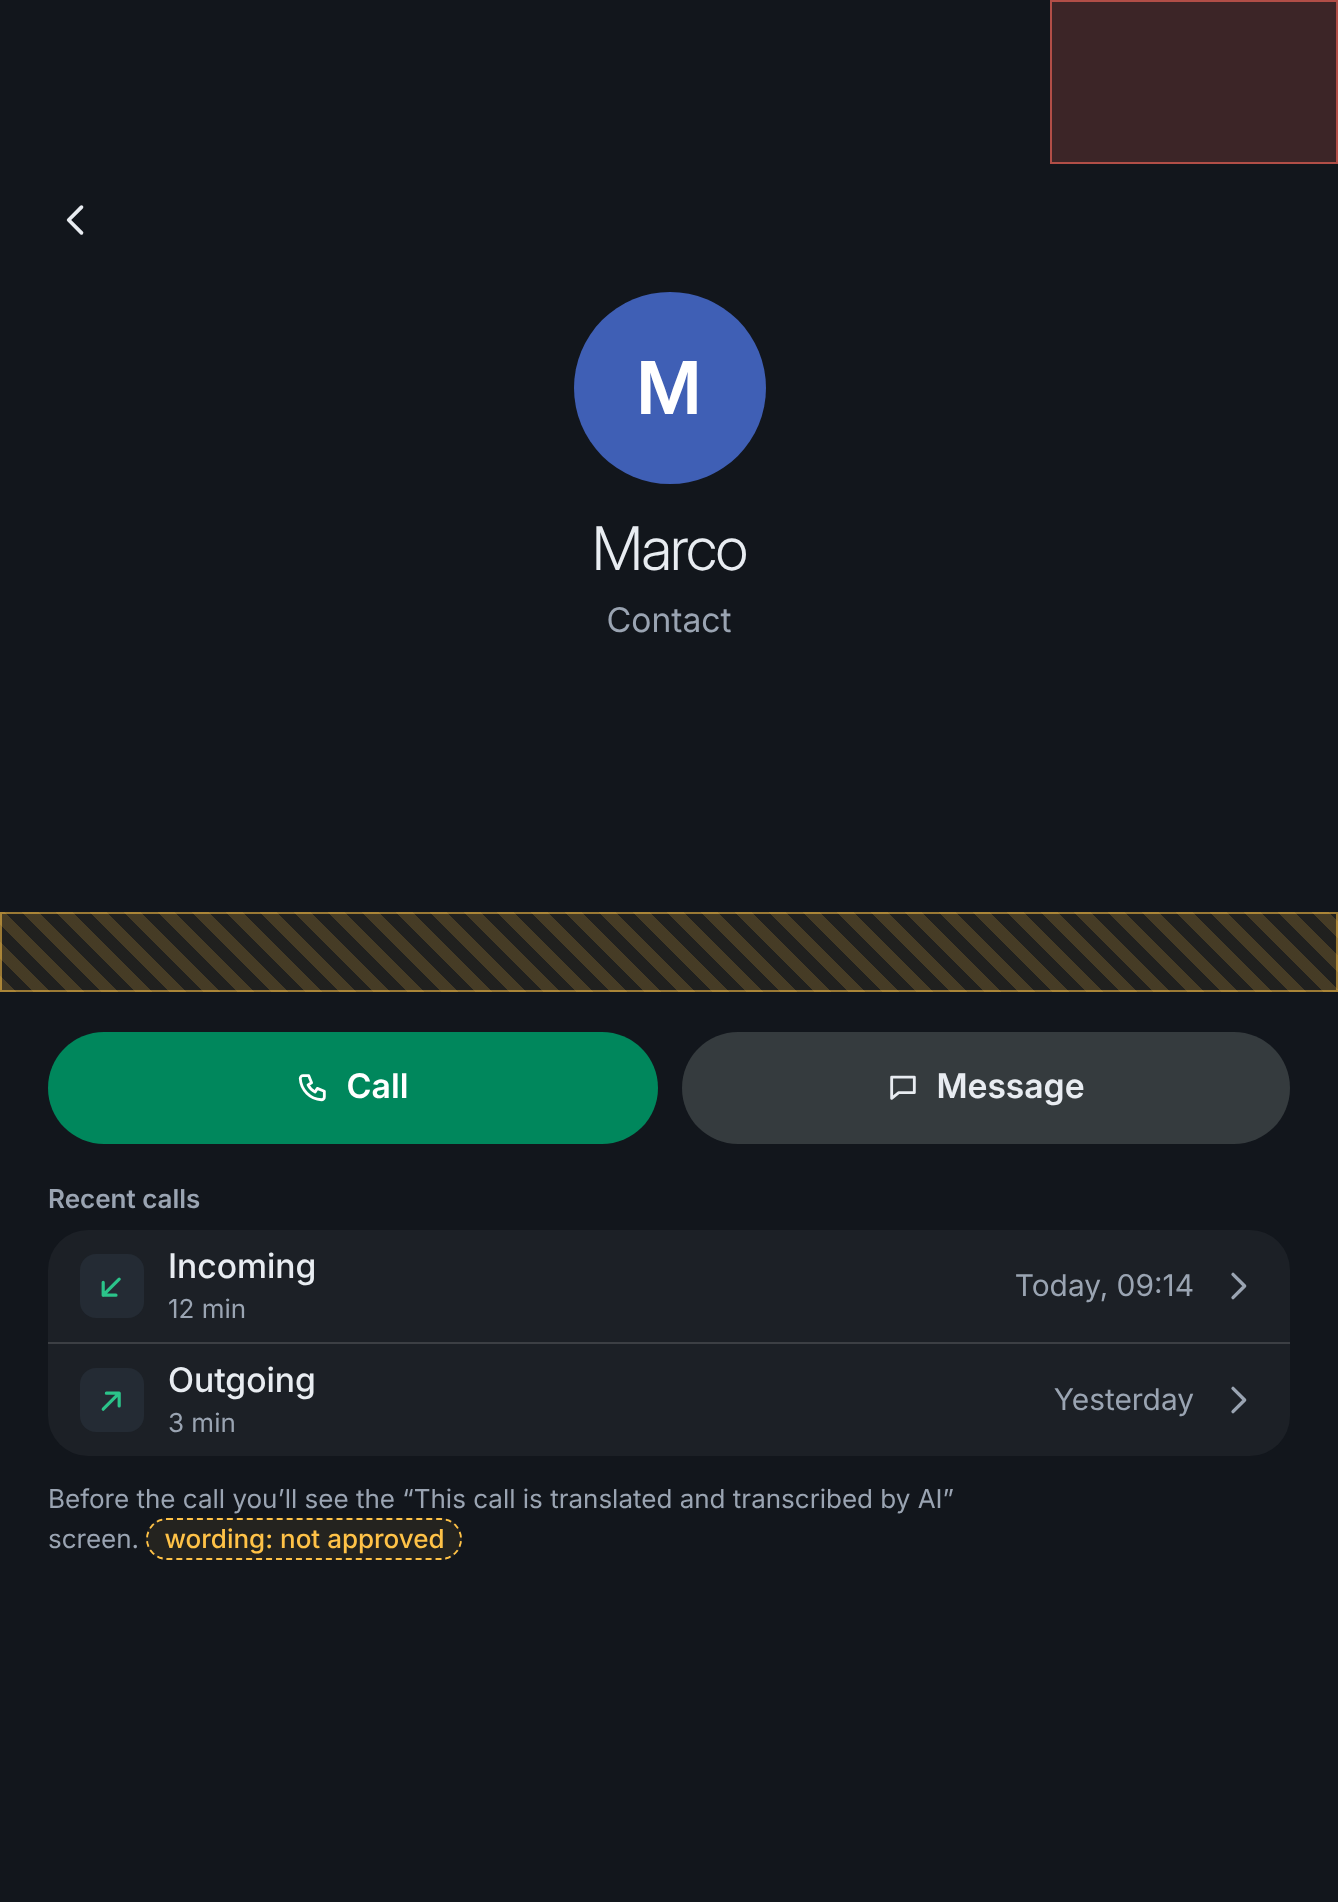 M
Marco
Contact
Call
Message
Recent calls
Incoming
12 min
Today, 09:14
Outgoing
3 min
Yesterday
Before the call you’ll see the “This call is translated and transcribed by AI”
screen. wording: not approved